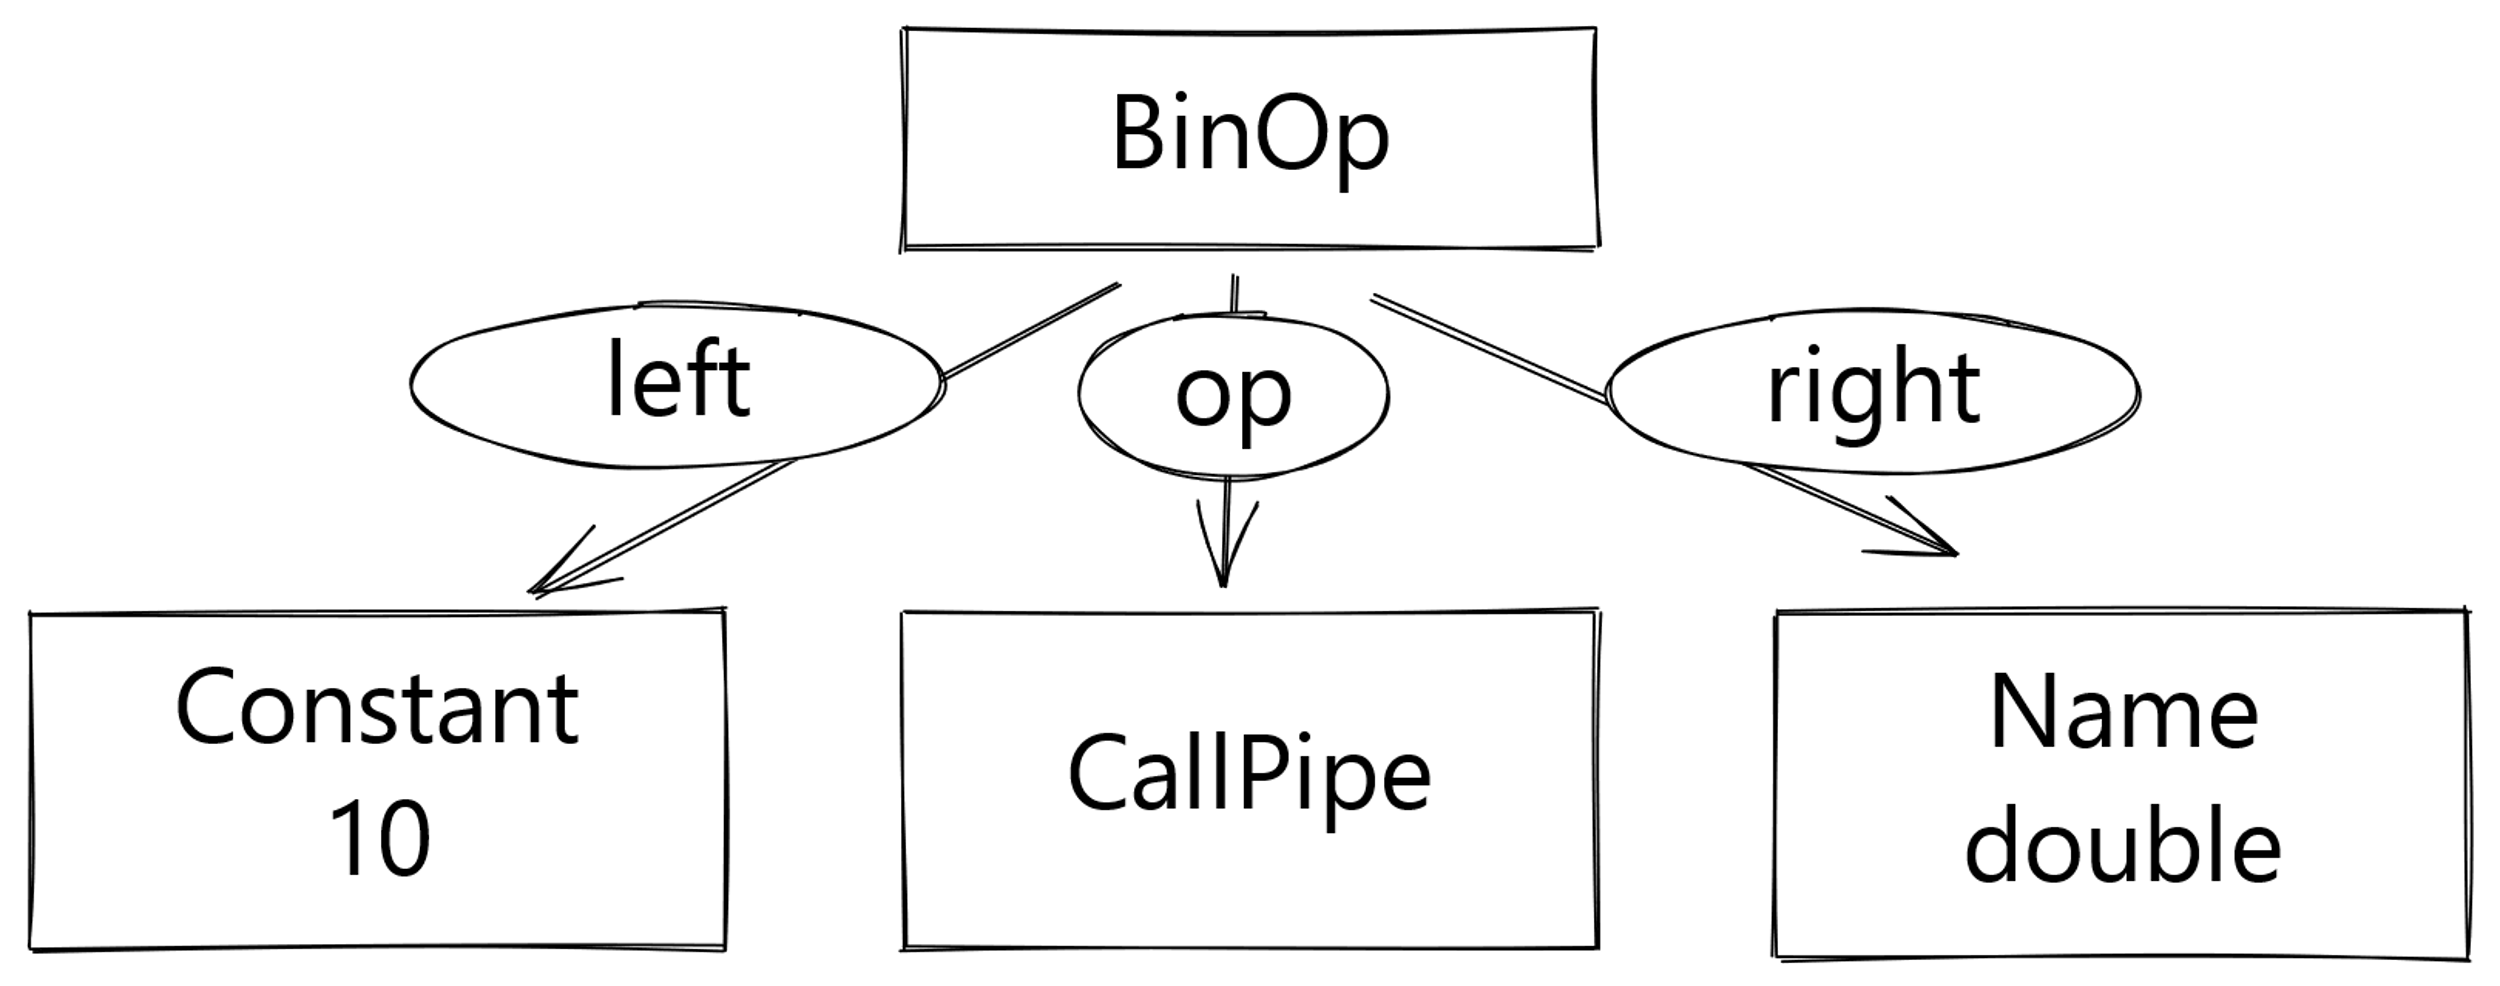 BinOp
left
op
right
Constant
10
CallPipe
Name
double